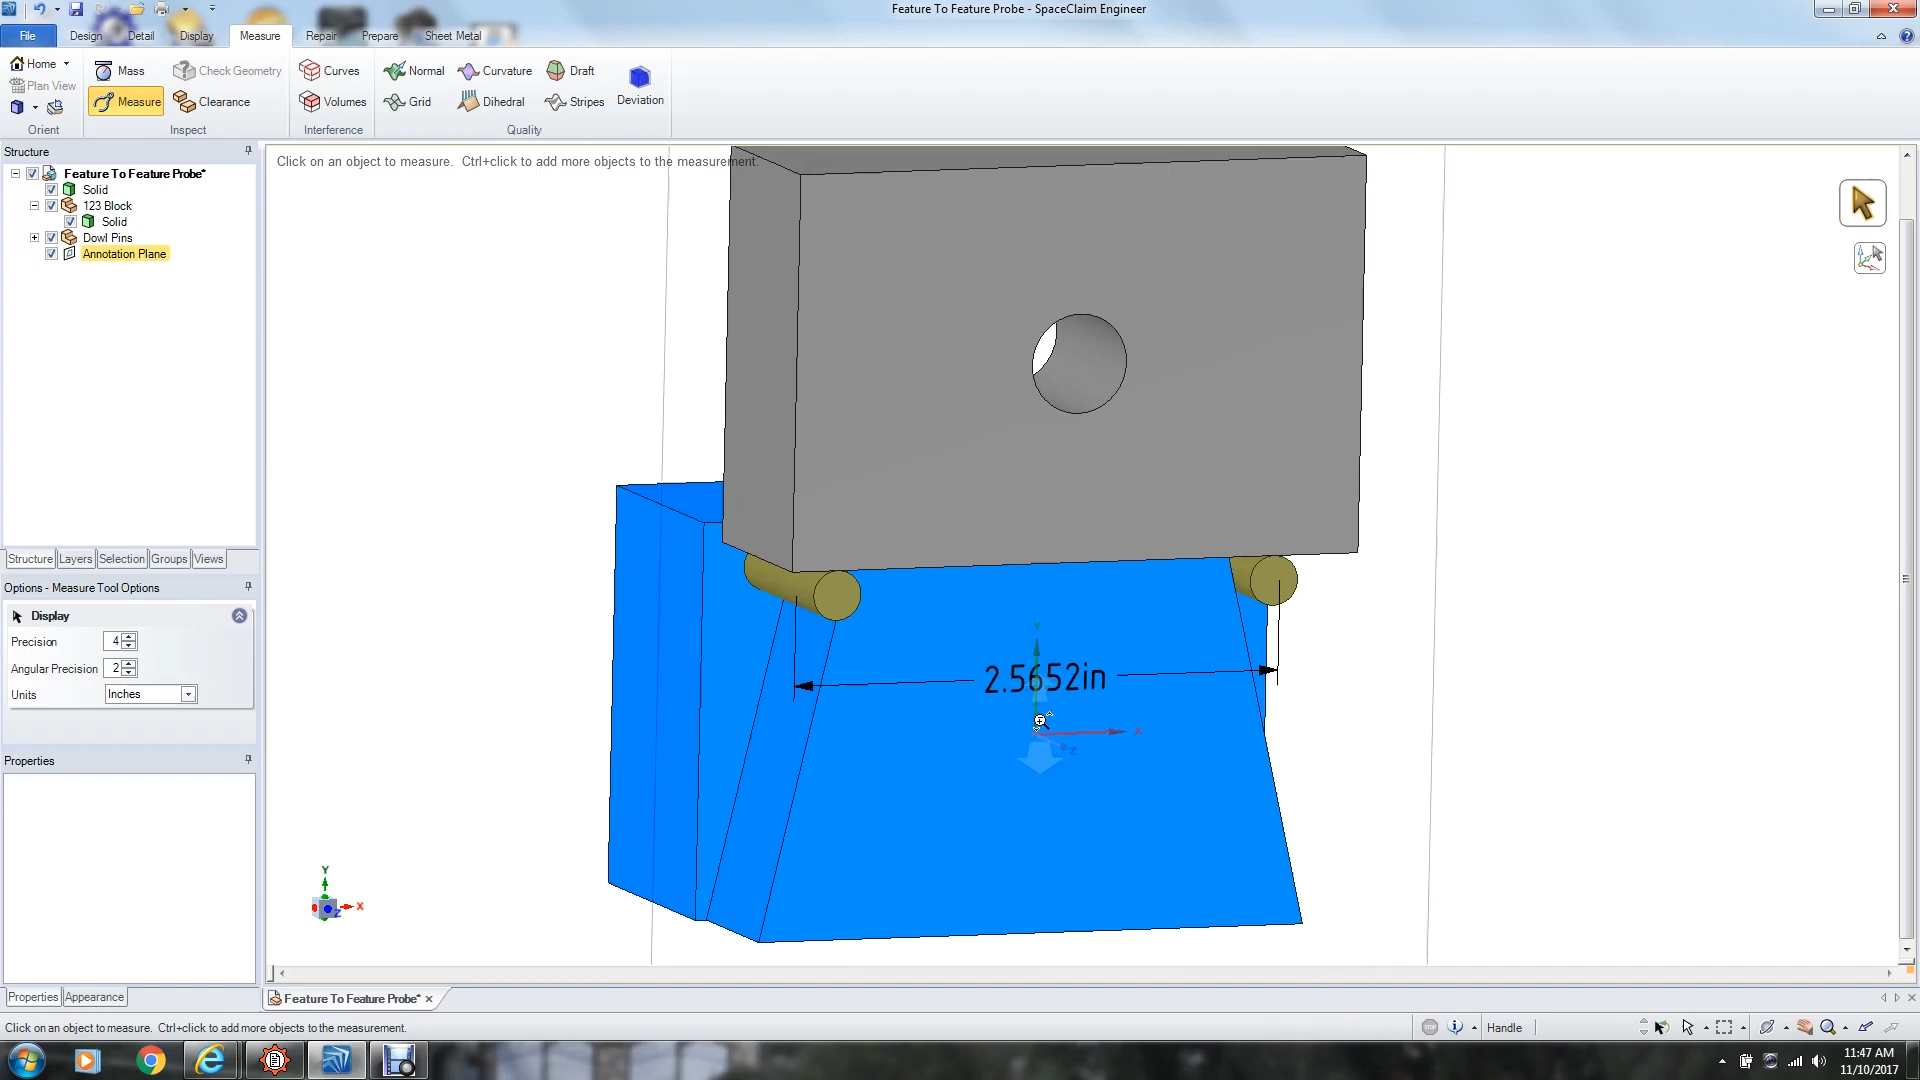 Feature To Feature Probe - SpaceClaim Engineer
File Design Detail Display Measure Repair Prepare Sheet Metal
Home Mass Check Geometry Curves Normal Curvature Draft
Plan View Measure Clearance Volumes Grid Dihedral Stripes Deviation
Orient Inspect Interference Quality
Structure
Click on an object to measure. Ctrl+click to add more objects to the measurement.
Feature To Feature Probe*
Solid
123 Block
Solid
Dowl Pins
Annotation Plane
Structure Layers Selection Groups Views
Options - Measure Tool Options
Display
Precision 4
Angular Precision 2
Units Inches
Properties
Y
2.5652in
X
Z
Y
X
Z
Properties Appearance
Feature To Feature Probe*
Click on an object to measure. Ctrl+click to add more objects to the measurement.
STOP
Handle
11:47 AM
11/10/2017